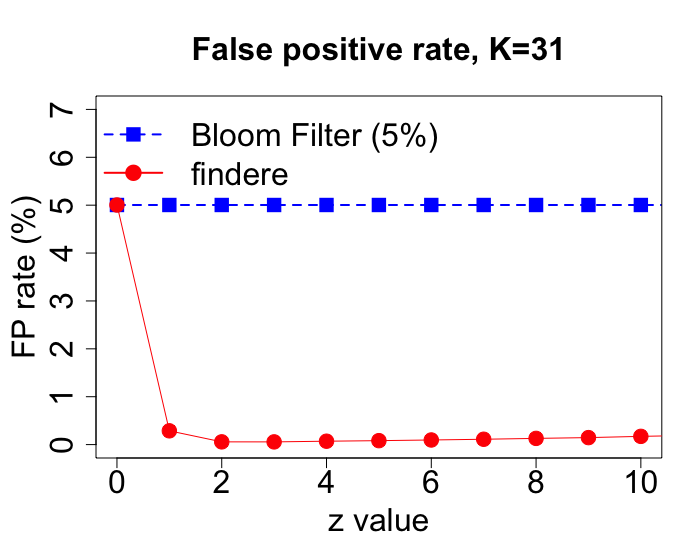 False positive rate, K=31
Bloom Filter (5%)
findere
FP rate (%)
7
6
5
4
3
2
1
0
0 2 4 6 8 10
z value